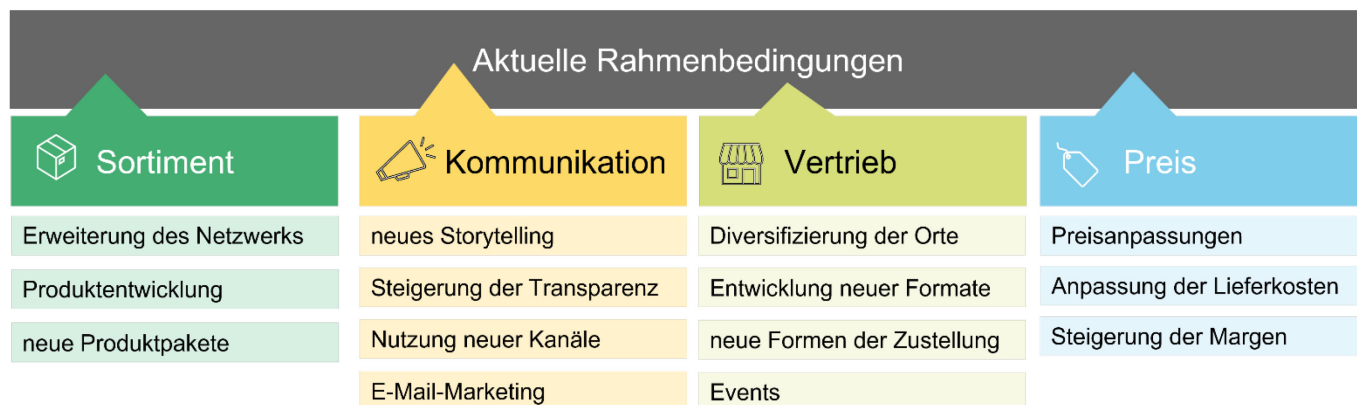 Aktuelle Rahmenbedingungen
Sortiment
Erweiterung des Netzwerks
Produktentwicklung
neue Produktpakete
Kommunikation
neues Storytelling
Steigerung der Transparenz
Nutzung neuer Kanäle
E-Mail-Marketing
Vertrieb
Diversifizierung der Orte
Entwicklung neuer Formate
neue Formen der Zustellung
Events
Preis
Preisanpassungen
Anpassung der Lieferkosten
Steigerung der Margen